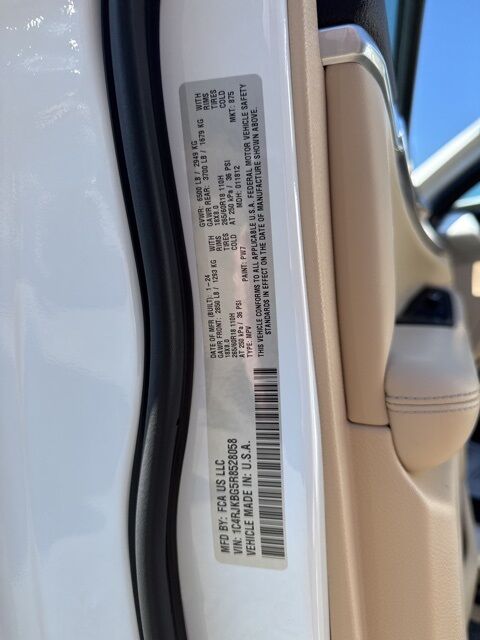 MFD BY: FCA US LLC
DATE OF MFR (BUILT): 1-24
GVWR: 6500 LB / 2949 KG
GAWR FRONT: 2850 LB / 1293 KG WITH
GAWR REAR: 3700 LB / 1679 KG WITH
18X8.0 RIMS
18X8.0 RIMS
265/60R18 110H TIRES
265/60R18 110H TIRES
AT 250 kPa / 36 PSI COLD
AT 250 kPa / 36 PSI COLD
VIN: 1C4RJKBG5R8528058
TYPE: MPV
PAINT: PW7
MDH: 011812
MKT: 875
VEHICLE MADE IN: U.S.A.
THIS VEHICLE CONFORMS TO ALL APPLICABLE U.S.A. FEDERAL MOTOR VEHICLE SAFETY
STANDARDS IN EFFECT ON THE DATE OF MANUFACTURE SHOWN ABOVE.